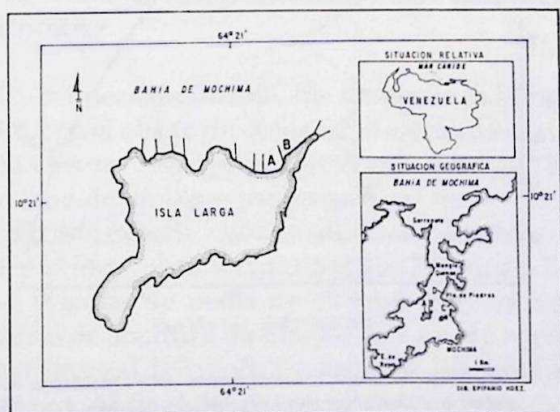 64° 21'
BAHIA DE MOCHIMA
N
B
A
10° 21'
ISLA LARGA
64° 21'
SITUACION RELATIVA
MAR CARIBE
VENEZUELA
SITUACION GEOGRAFICA
BAHIA DE MOCHIMA
10° 21'
Mangle
A B
C
MOCHIMA
DIB. EPIFANIO HDEZ.